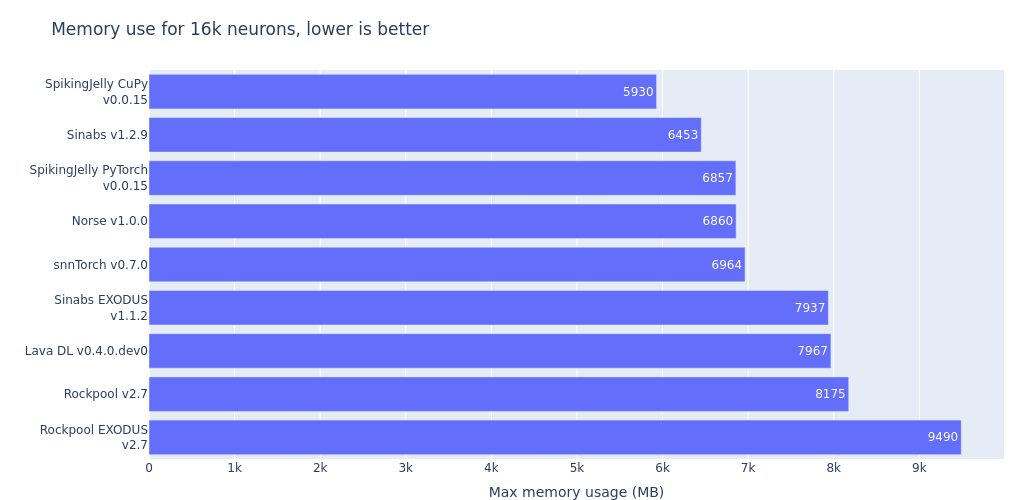 Memory use for 16k neurons, lower is better
SpikingJelly CuPy
v0.0.15
5930
Sinabs v1.2.9
6453
SpikingJelly PyTorch
v0.0.15
6857
Norse v1.0.0
6860
snnTorch v0.7.0
6964
Sinabs EXODUS
v1.1.2
7937
Lava DL v0.4.0.dev0
7967
Rockpool v2.7
8175
Rockpool EXODUS
v2.7
9490
0 1k 2k 3k 4k 5k 6k 7k 8k 9k
Max memory usage (MB)